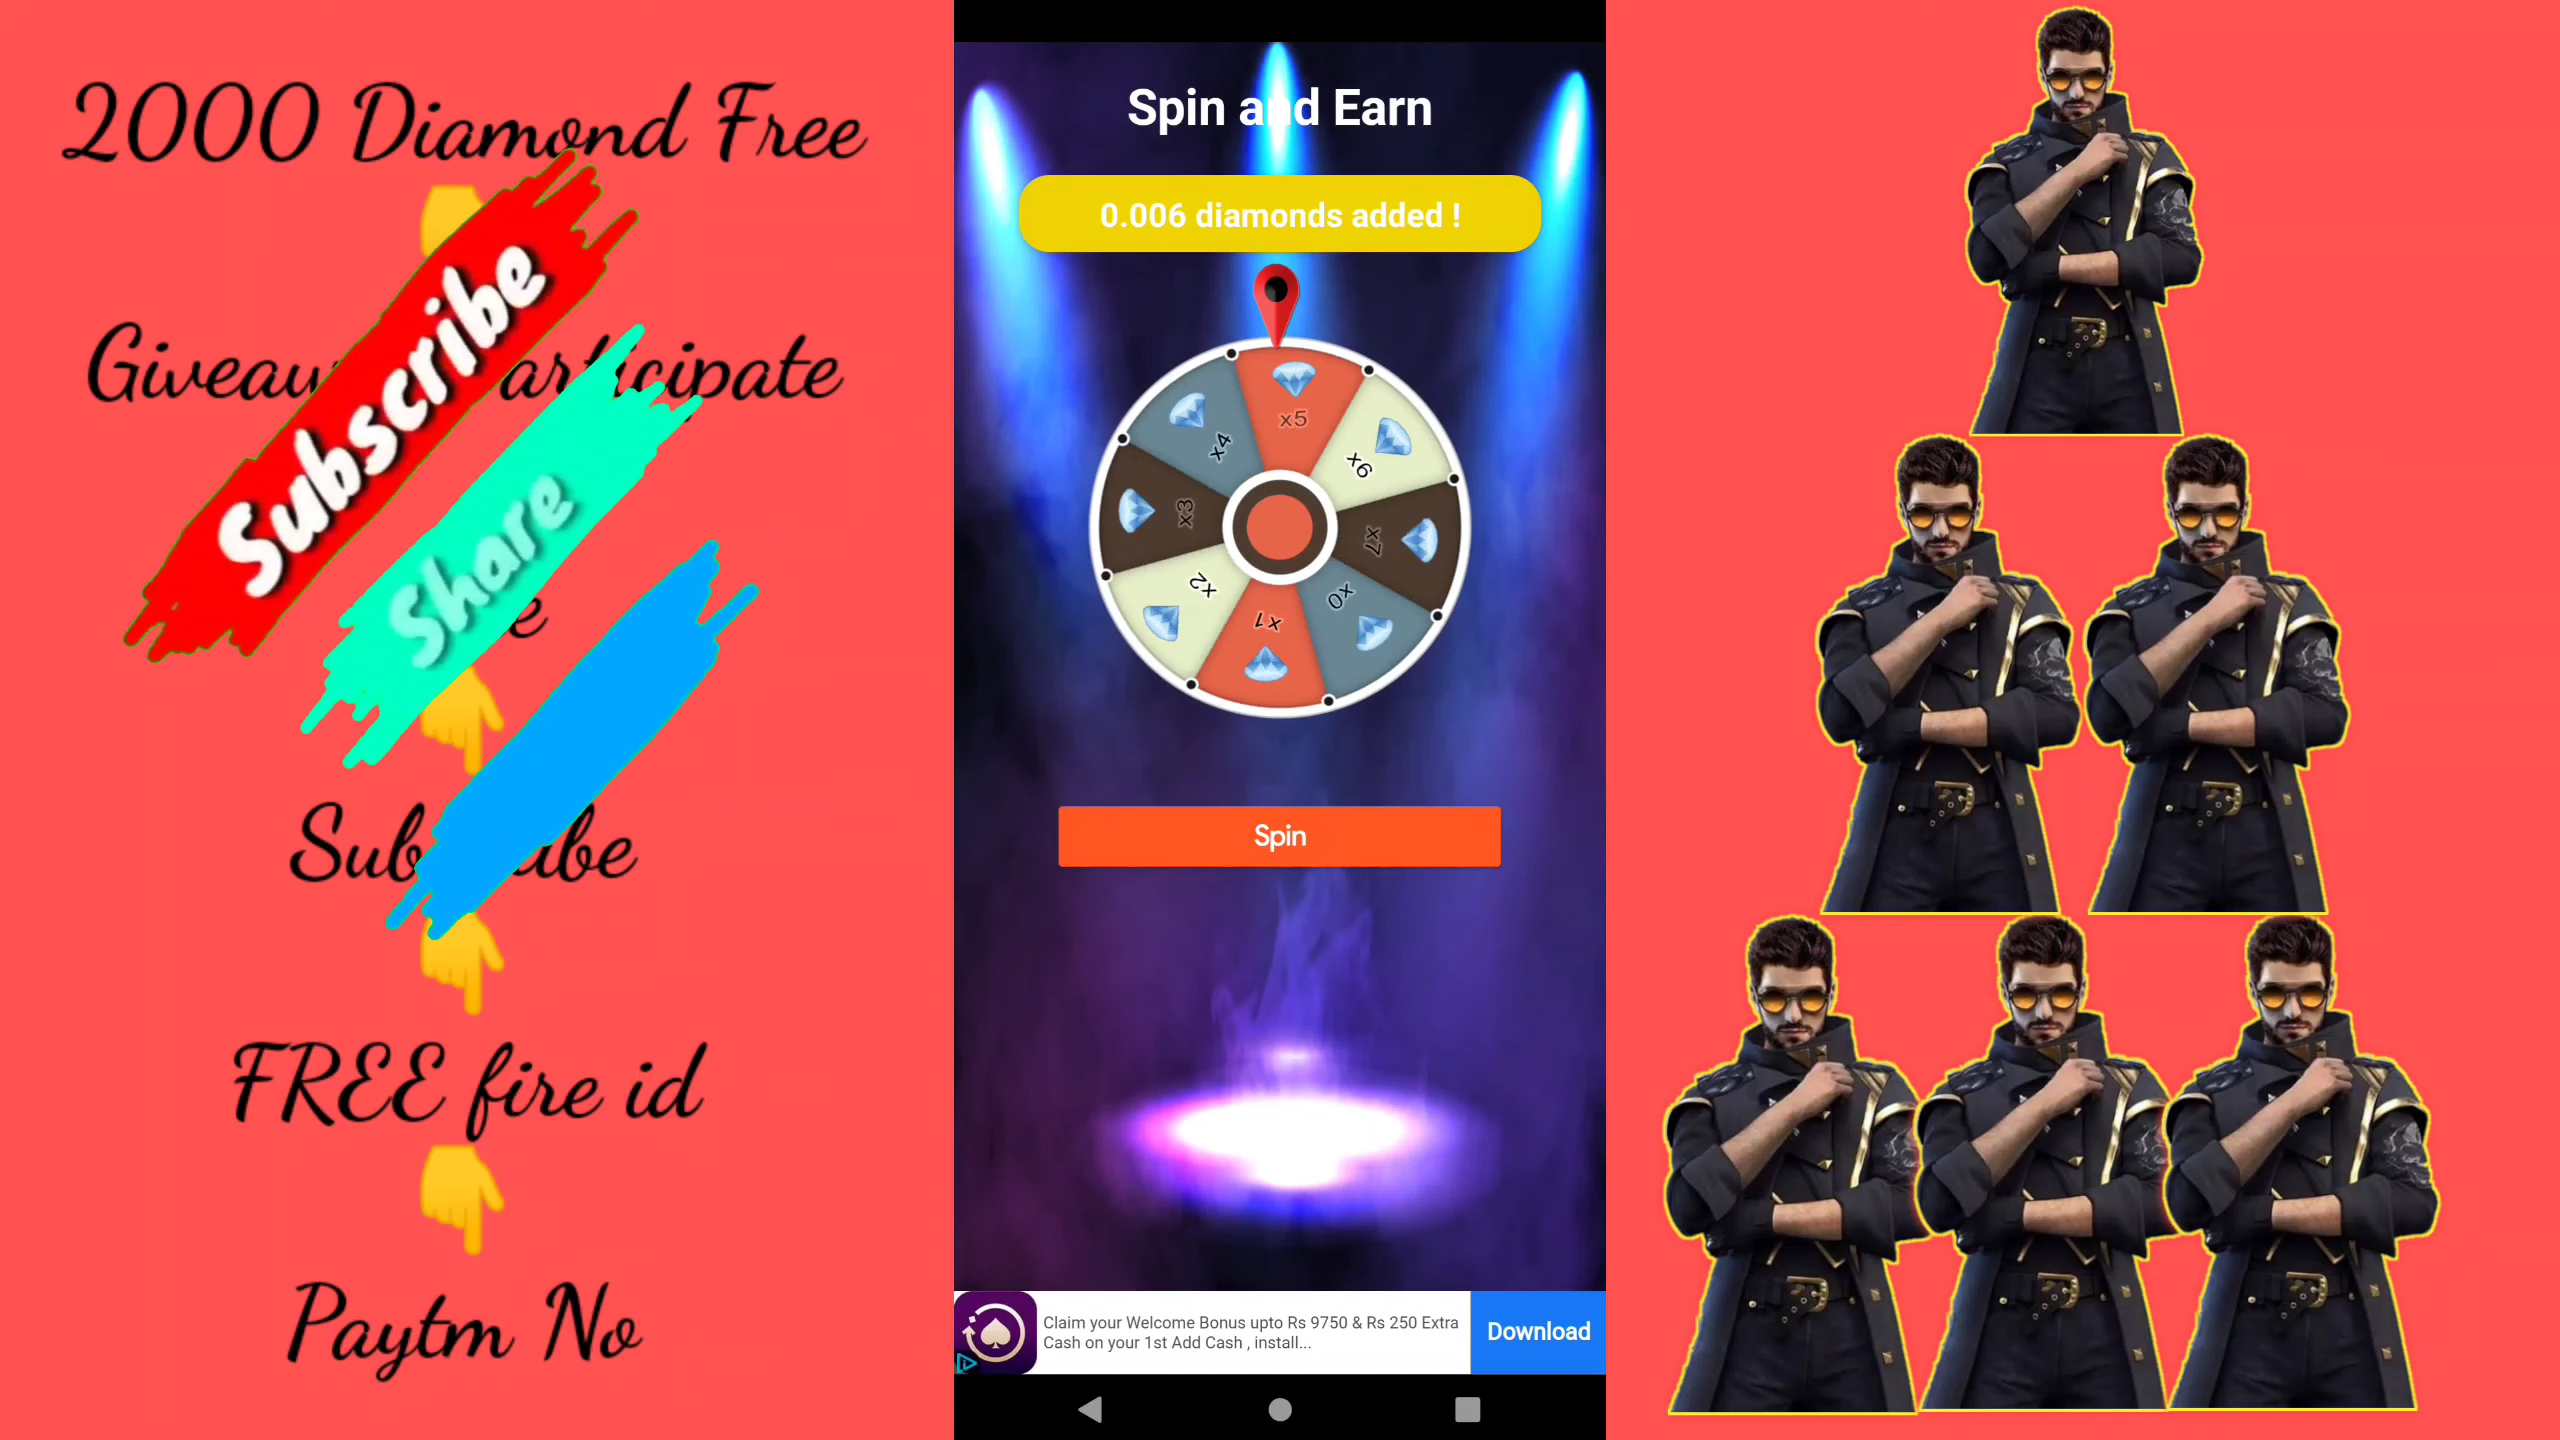 2000 Diamond Free
Subscribe
Share
FREE fire id
Paytm No
Spin and Earn
0.006 diamonds added !
x5
x6
x7
x0
x1
x2
x3
x4
Spin
Claim your Welcome Bonus upto Rs 9750 & Rs 250 Extra
Cash on your 1st Add Cash , install...
Download